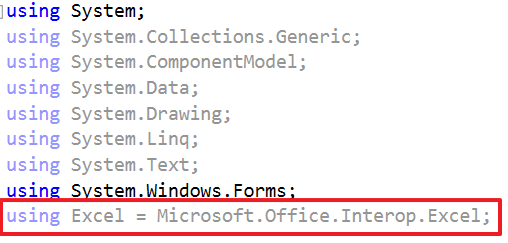 using System;
using System.Collections.Generic;
using System.ComponentModel;
using System.Data;
using System.Drawing;
using System.Linq;
using System.Text;
using System.Windows.Forms;
using Excel = Microsoft.Office.Interop.Excel;